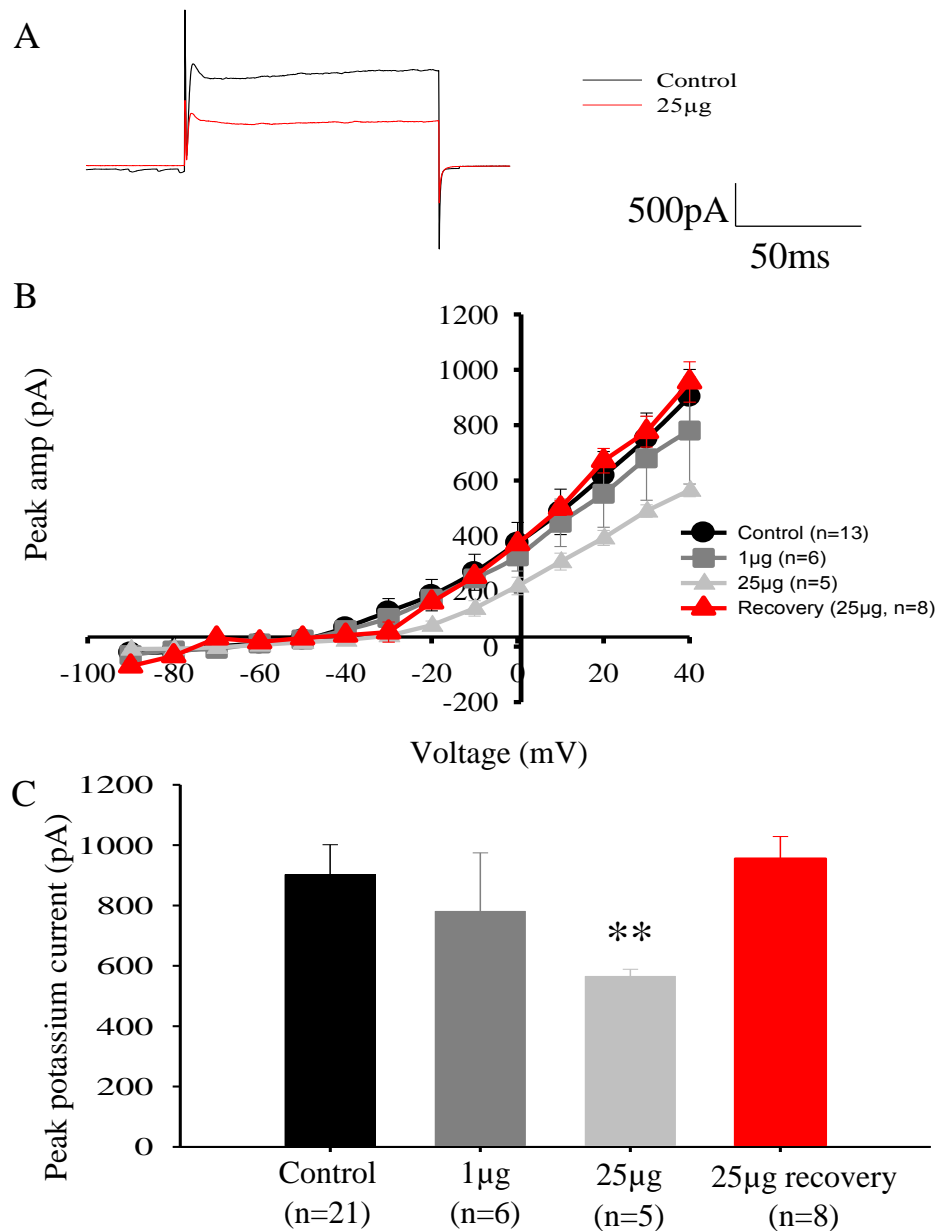 A
Control
25µg
500pA
50ms
B
Peak amp (pA)
1200
1000
800
600
400
200
0
-200
-100
-80
-60
-40
-20
0
20
40
Control (n=13)
1µg (n=6)
25µg (n=5)
Recovery (25µg, n=8)
Voltage (mV)
C
Peak potassium current (pA)
1200
1000
800
600
400
200
0
**
Control
(n=21)
1µg
(n=6)
25µg
(n=5)
25µg recovery
(n=8)